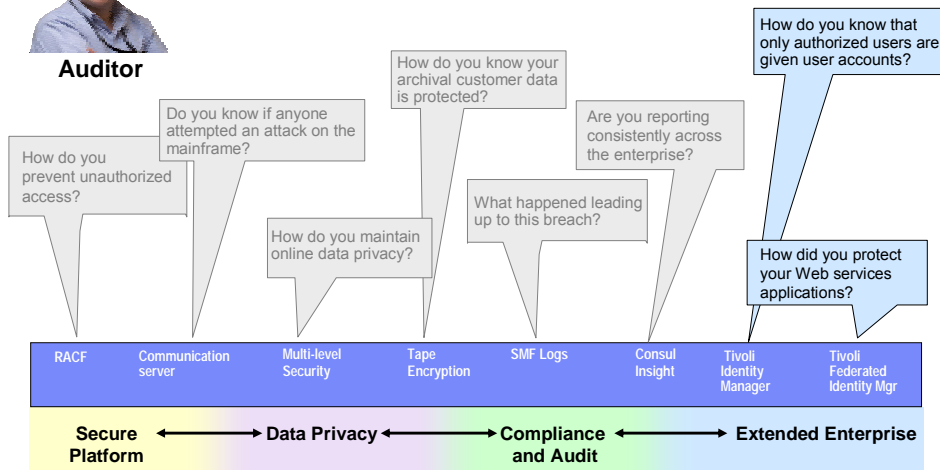 Auditor
How do you know that
only authorized users are
given user accounts?
How do you know your
archival customer data
is protected?
Do you know if anyone
attempted an attack on the
mainframe?
Are you reporting
consistently across
the enterprise?
How do you
prevent unauthorized
access?
What happened leading
up to this breach?
How do you maintain
online data privacy?
How did you protect
your Web services
applications?
RACF
Communication
server
Multi-level
Security
Tape
Encryption
SMF Logs
Consul
Insight
Tivoli
Identity
Manager
Tivoli
Federated
Identity Mgr
Secure
Platform
Data Privacy
Compliance
and Audit
Extended Enterprise